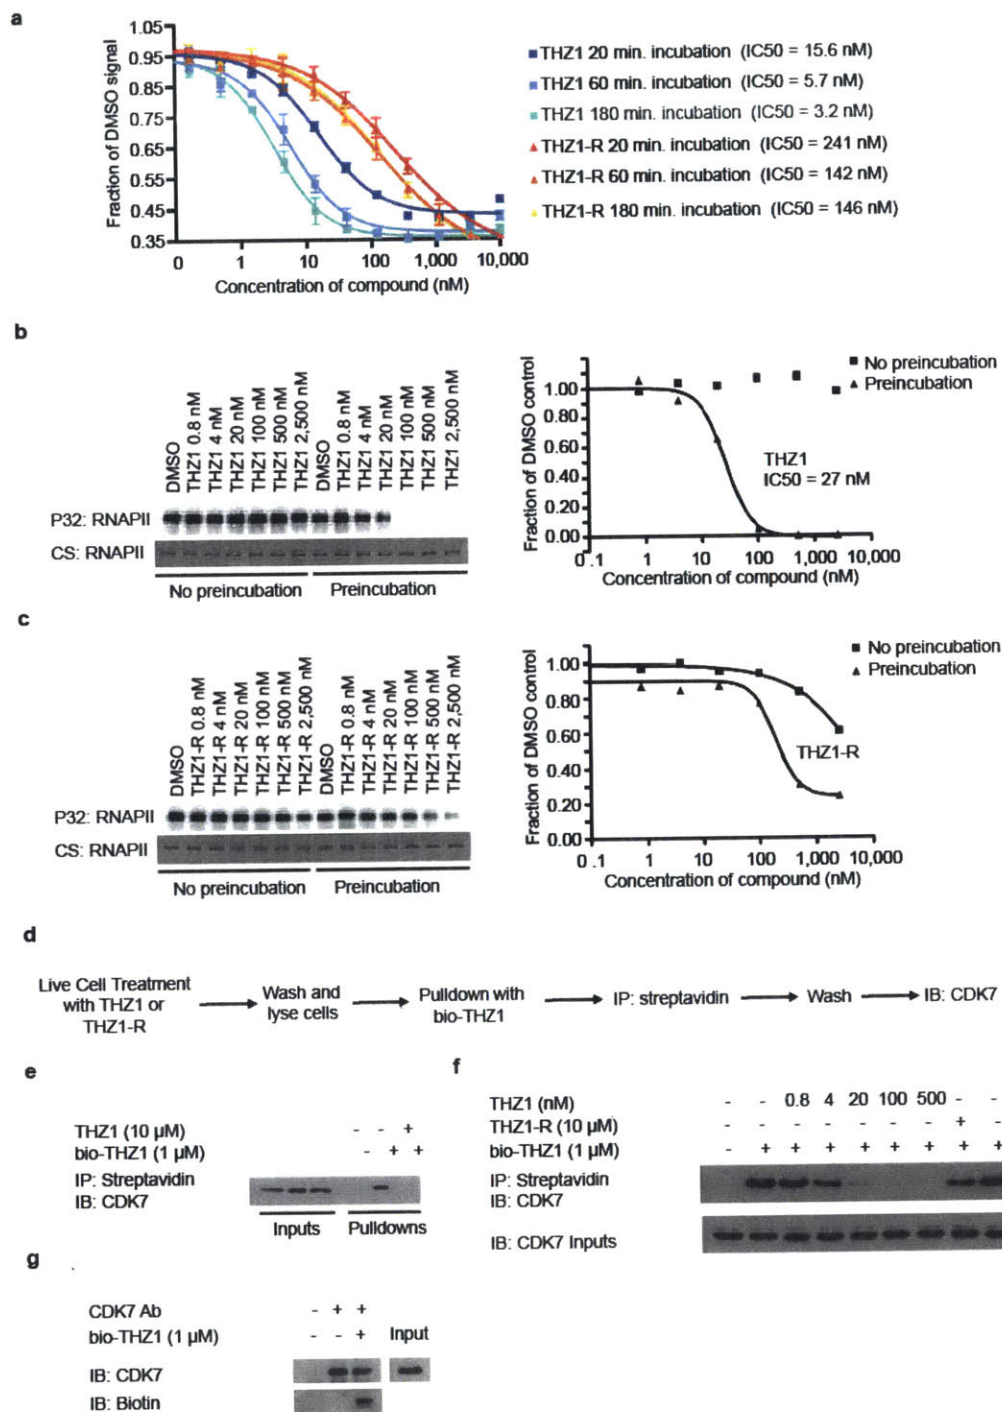 a
1.05
0.95
0.85
0.75
0.65
0.55
0.45
0.35
Fraction of DMSO signal
0 1 10 100 1,000 10,000
Concentration of compound (nM)
THZ1 20 min. incubation (IC50 = 15.6 nM)
THZ1 60 min. incubation (IC50 = 5.7 nM)
THZ1 180 min. incubation (IC50 = 3.2 nM)
THZ1-R 20 min. incubation (IC50 = 241 nM)
THZ1-R 60 min. incubation (IC50 = 142 nM)
THZ1-R 180 min. incubation (IC50 = 146 nM)
b
DMSO
THZ1 0.8 nM
THZ1 4 nM
THZ1 20 nM
THZ1 100 nM
THZ1 500 nM
THZ1 2,500 nM
DMSO
THZ1 0.8 nM
THZ1 4 nM
THZ1 20 nM
THZ1 100 nM
THZ1 500 nM
THZ1 2,500 nM
P32: RNAPII
CS: RNAPII
No preincubation Preincubation
Fraction of DMSO control
1.00
0.80
0.60
0.40
0.20
0.00
0.1 1 10 100 1,000 10,000
Concentration of compound (nM)
No preincubation
Preincubation
THZ1
IC50 = 27 nM
c
DMSO
THZ1-R 0.8 nM
THZ1-R 4 nM
THZ1-R 20 nM
THZ1-R 100 nM
THZ1-R 500 nM
THZ1-R 2,500 nM
DMSO
THZ1-R 0.8 nM
THZ1-R 4 nM
THZ1-R 20 nM
THZ1-R 100 nM
THZ1-R 500 nM
THZ1-R 2,500 nM
P32: RNAPII
CS: RNAPII
No preincubation Preincubation
Fraction of DMSO control
1.00
0.80
0.60
0.40
0.20
0.00
0.1 1 10 100 1,000 10,000
Concentration of compound (nM)
No preincubation
Preincubation
THZ1-R
d
Live Cell Treatment
with THZ1 or
THZ1-R
Wash and
lyse cells
Pulldown with
bio-THZ1
IP: streptavidin
Wash
IB: CDK7
e
THZ1 (10 µM) - - +
bio-THZ1 (1 µM) - + +
IP: Streptavidin
IB: CDK7
Inputs Pulldowns
f
THZ1 (nM) - - 0.8 4 20 100 500 - -
THZ1-R (10 µM) - - - - - - - + -
bio-THZ1 (1 µM) - + + + + + + + +
IP: Streptavidin
IB: CDK7
IB: CDK7 Inputs
g
CDK7 Ab - + +
bio-THZ1 (1 µM) - - + Input
IB: CDK7
IB: Biotin